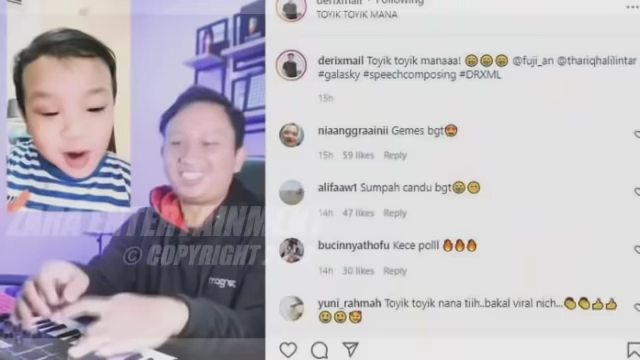 derixmail • Following
TOYIK TOYIK MANA
derixmail Toyik Toyik manaaa! 😄😄😄 @fuji_an @thariqhalilintar
#galasky #speechcomposing #DRXML
15h
niaanggraainii Gemes bgt😍
15h 59 likes Reply
alifaaw1 Sumpah candu bgt😭😁
14h 47 likes Reply
bucinnyathofu Kece polll 🔥🔥🔥
14h 30 likes Reply
yuni_rahmah Toyik toyik nana tiih..bakal viral nich...👏👏👍👍
ZARA ENTERTAINMENT
© COPYRIGHT
magnet